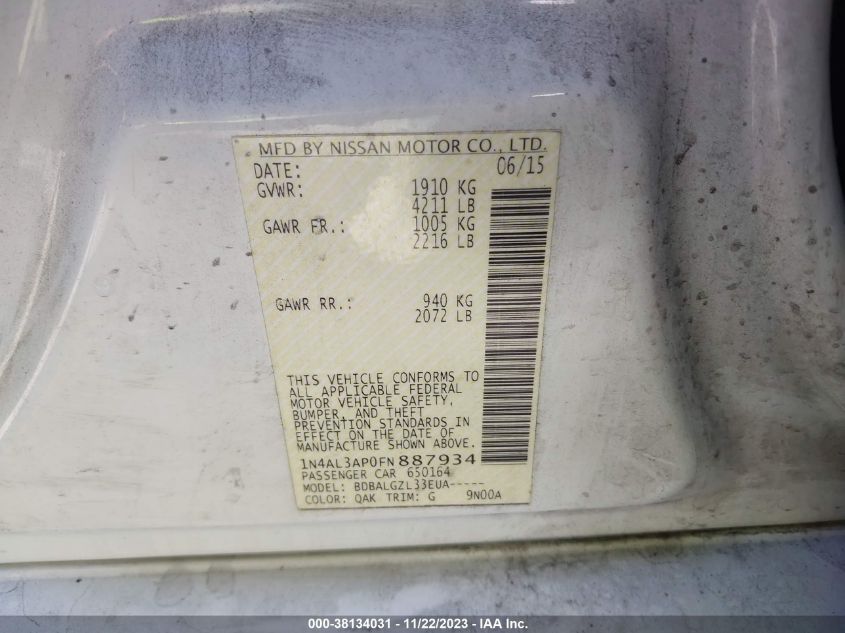 MFD BY NISSAN MOTOR CO., LTD.
DATE: 06/15
GVWR: 1910 KG
4211 LB
GAWR FR.: 1005 KG
2216 LB
GAWR RR.: 940 KG
2072 LB
THIS VEHICLE CONFORMS TO
ALL APPLICABLE FEDERAL
MOTOR VEHICLE SAFETY,
BUMPER, AND THEFT
PREVENTION STANDARDS IN
EFFECT ON THE DATE OF
MANUFACTURE SHOWN ABOVE.
1N4AL3AP0FN887934
PASSENGER CAR 650164
MODEL: BDBALGZL33EUA-----
COLOR: QAK TRIM: G 9N00A
000-38134031 - 11/22/2023 - IAA Inc.